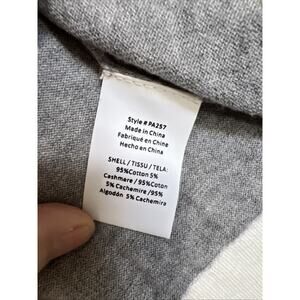 Style # PA257
Made in China
Fabriqué en Chine
Hecho en China
SHELL / TISSU / TELA:
95%Cotton 5%
Cashmere / 95%Coton
5% Cachemire /95%
Algodón 5% Cachemira